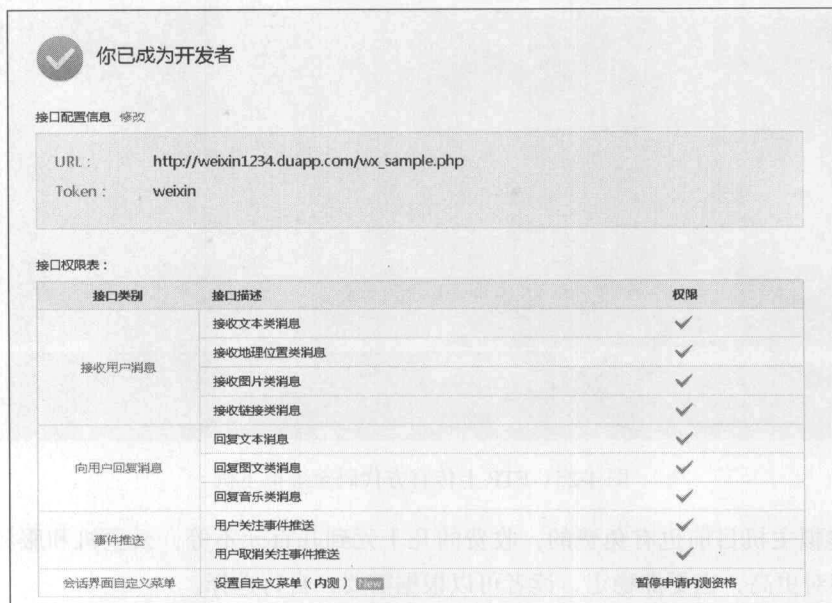 你已成为开发者
接口配置信息 修改
URL： http://weixin1234.duapp.com/wx_sample.php
Token： weixin
接口权限表：
接口类别 接口描述 权限
接收用户消息
接收文本类消息
接收地理位置类消息
接收图片类消息
接收链接类消息
向用户回复消息
回复文本消息
回复图文类消息
回复音乐类消息
事件推送
用户关注事件推送
用户取消关注事件推送
会话界面自定义菜单 设置自定义菜单（内测） New 暂停申请内测资格